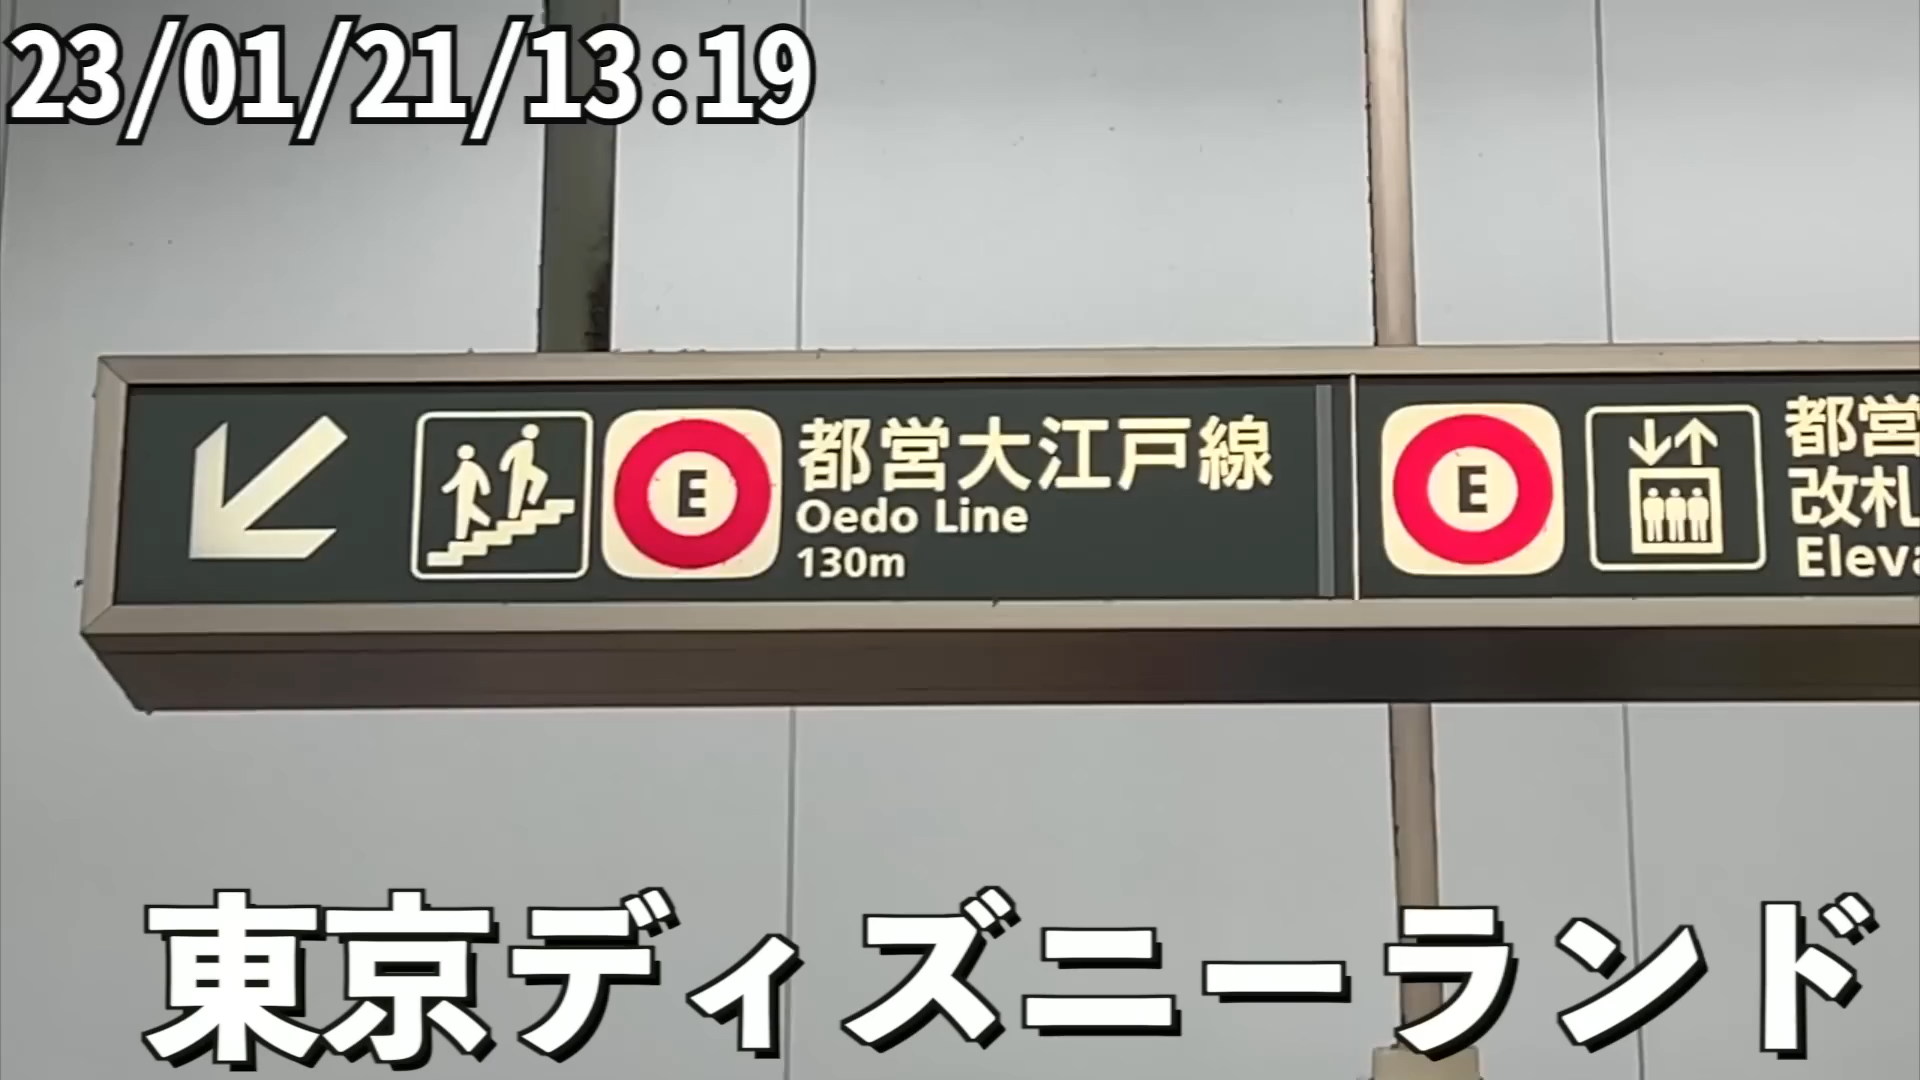 23/01/21/13:19
E
都営大江戸線
Oedo Line
130m
E
都営
改札
Eleva
東京ディズニーランド